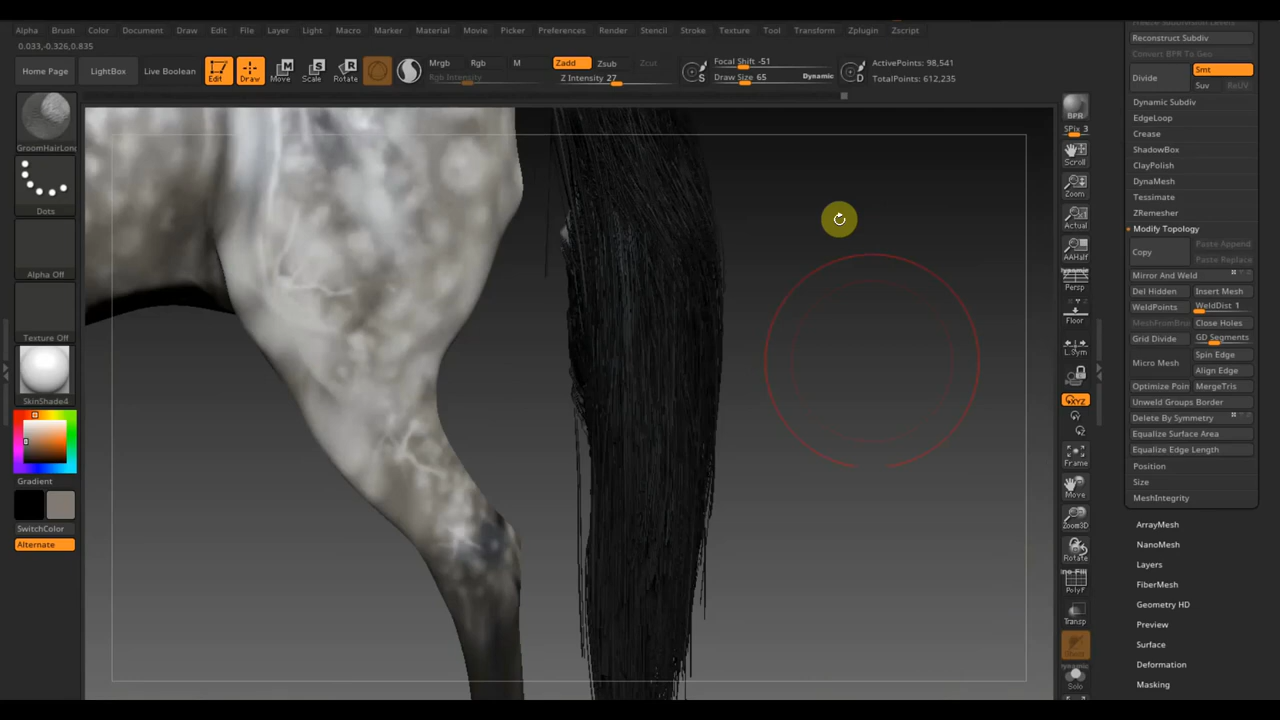 Alpha Brush Color Document Draw Edit File Layer Light Macro Marker Material Movie Picker Preferences Render Stencil Stroke Texture Tool Transform Zplugin Zscript
0.033,-0.326,0.835
Home Page
LightBox
Live Boolean
Edit
Draw
Move
Scale
Rotate
Mrgb Rgb M
Rgb Intensity
Zadd Zsub Zcut
Z Intensity 27
S
Focal Shift -51
Draw Size 65 Dynamic
D
ActivePoints: 98,541
TotalPoints: 612,235
GroomHairLong
Dots
Alpha Off
Texture Off
SkinShade4
Gradient
SwitchColor
Alternate
BPR
SPix 3
Scroll
Zoom
Actual
AAHalf
Dynamic
Persp
Floor
L.Sym
XYZ
Y
Z
Frame
Move
Zoom3D
Rotate
PolyF
Transp
Dynamic
Solo
Reconstruct Subdiv
Convert BPR To Geo
Divide
Smt
Suv ReUV
Dynamic Subdiv
EdgeLoop
Crease
ShadowBox
ClayPolish
DynaMesh
Tessimate
ZRemesher
Modify Topology
Copy
Paste Append
Paste Replace
Mirror And Weld
Del Hidden Insert Mesh
WeldPoints WeldDist 1
Close Holes
Grid Divide GD Segments
Micro Mesh
Spin Edge
Align Edge
Optimize Poin MergeTris
Unweld Groups Border
Delete By Symmetry
Equalize Surface Area
Equalize Edge Length
Position
Size
MeshIntegrity
ArrayMesh
NanoMesh
Layers
FiberMesh
Geometry HD
Preview
Surface
Deformation
Masking